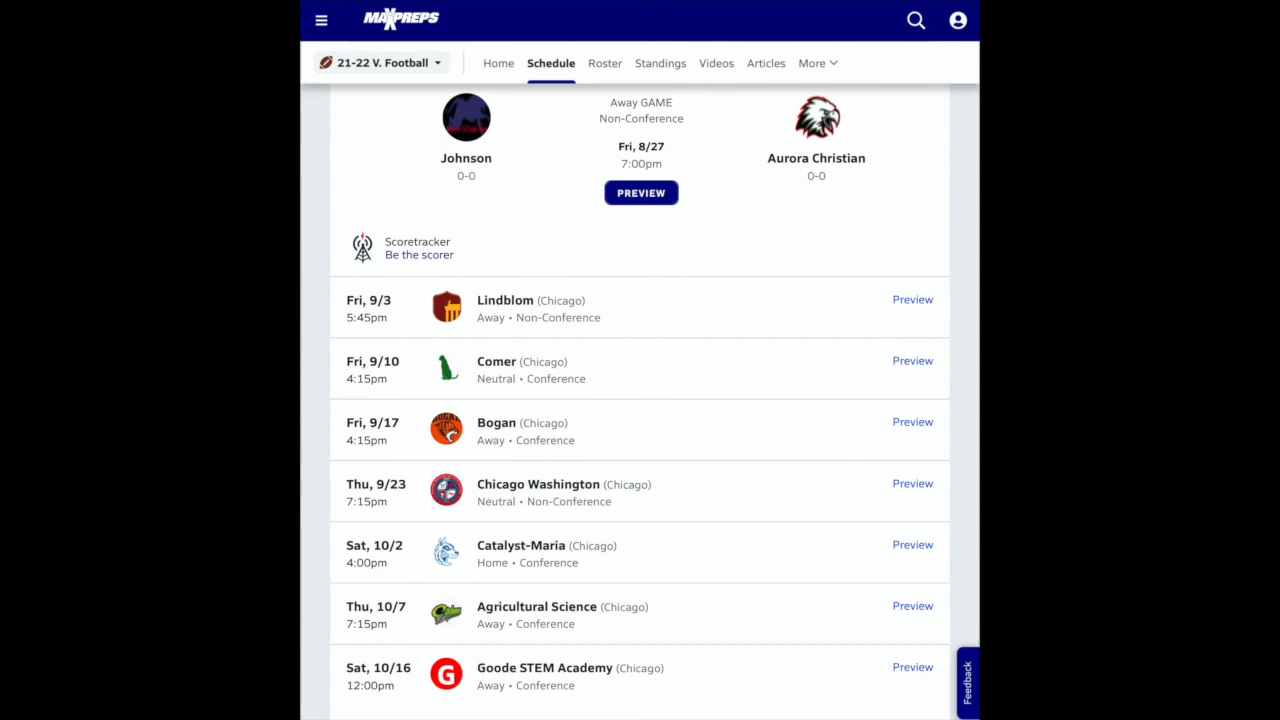 MAXPREPS
21-22 V. Football
Home Schedule Roster Standings Videos Articles More
Johnson
0-0
Away GAME
Non-Conference
Fri, 8/27
7:00pm
PREVIEW
Aurora Christian
0-0
Scoretracker
Be the scorer
Fri, 9/3
5:45pm
Lindblom (Chicago)
Away • Non-Conference
Preview
Fri, 9/10
4:15pm
Comer (Chicago)
Neutral • Conference
Preview
Fri, 9/17
4:15pm
BOGAN
Bogan (Chicago)
Away • Conference
Preview
Thu, 9/23
7:15pm
Chicago Washington (Chicago)
Neutral • Non-Conference
Preview
Sat, 10/2
4:00pm
Catalyst-Maria (Chicago)
Home • Conference
Preview
Thu, 10/7
7:15pm
Agricultural Science (Chicago)
Away • Conference
Preview
Sat, 10/16
12:00pm
G
Goode STEM Academy (Chicago)
Away • Conference
Preview
Feedback